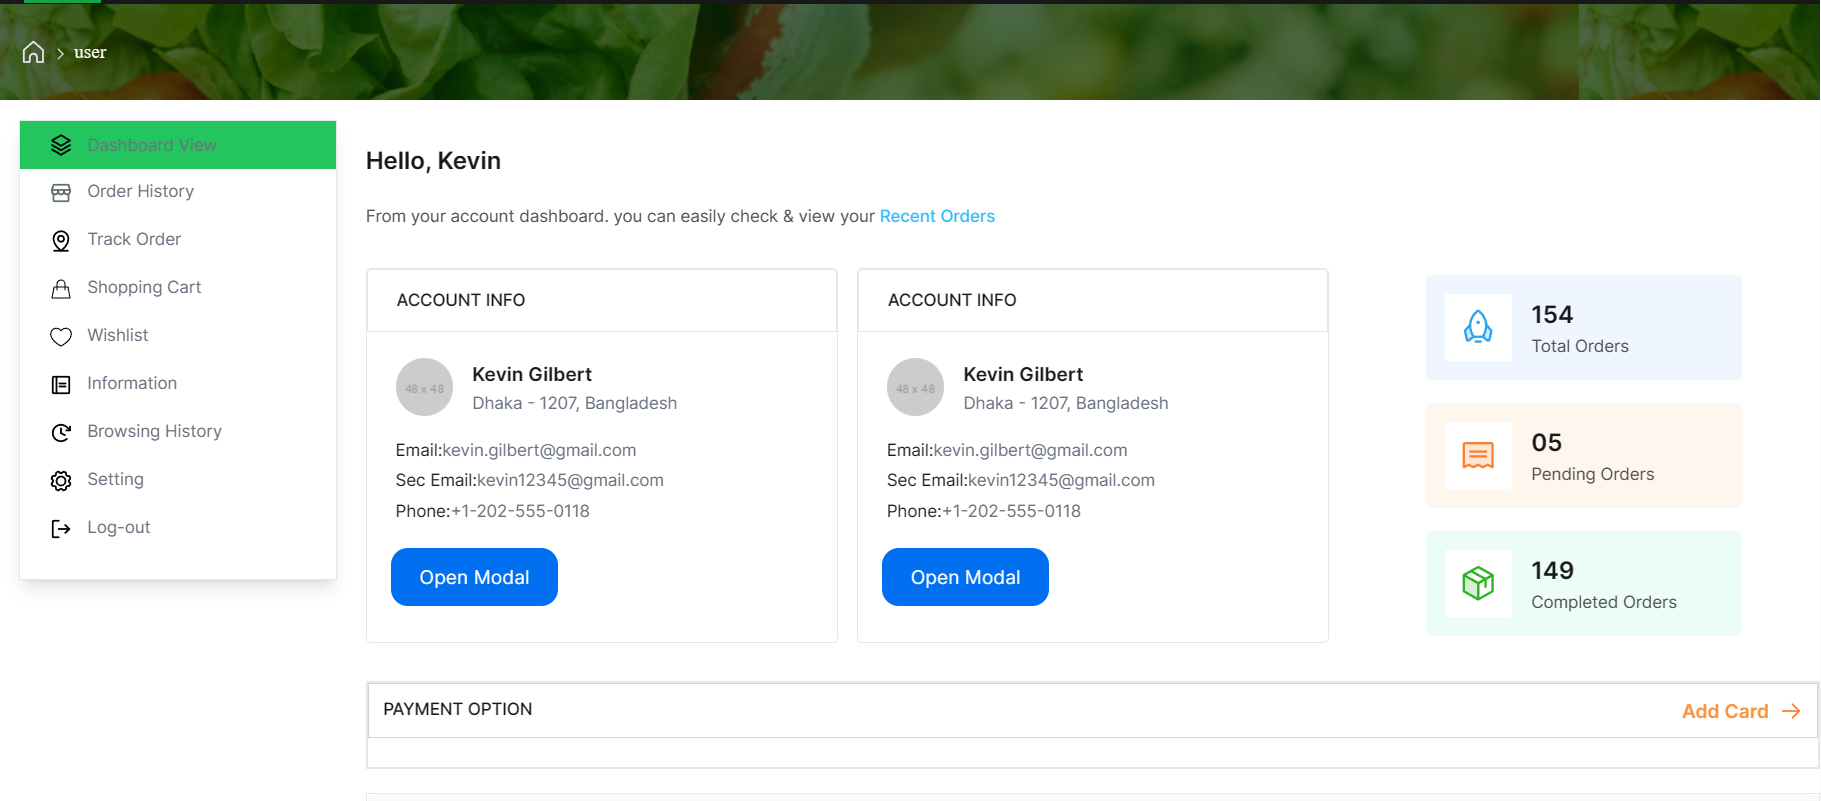 user
Dashboard View
Order History
Track Order
Shopping Cart
Wishlist
Information
Browsing History
Setting
Log-out
Hello, Kevin
From your account dashboard. you can easily check & view your Recent Orders
ACCOUNT INFO
48 x 48
Kevin Gilbert
Dhaka - 1207, Bangladesh
Email:kevin.gilbert@gmail.com
Sec Email:kevin12345@gmail.com
Phone:+1-202-555-0118
Open Modal
ACCOUNT INFO
48 x 48
Kevin Gilbert
Dhaka - 1207, Bangladesh
Email:kevin.gilbert@gmail.com
Sec Email:kevin12345@gmail.com
Phone:+1-202-555-0118
Open Modal
154
Total Orders
05
Pending Orders
149
Completed Orders
PAYMENT OPTION
Add Card